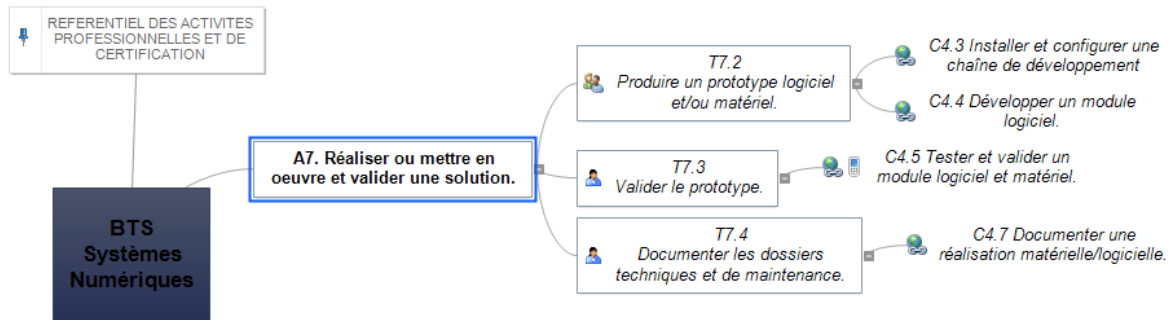 REFERENTIEL DES ACTIVITES
PROFESSIONNELLES ET DE
CERTIFICATION
BTS
Systèmes
Numériques
A7. Réaliser ou mettre en
oeuvre et valider une solution.
T7.2
Produire un prototype logiciel
et/ou matériel.
C4.3 Installer et configurer une
chaîne de développement
C4.4 Développer un module
logiciel.
T7.3
Valider le prototype.
C4.5 Tester et valider un
module logiciel et matériel.
T7.4
Documenter les dossiers
techniques et de maintenance.
C4.7 Documenter une
réalisation matérielle/logicielle.